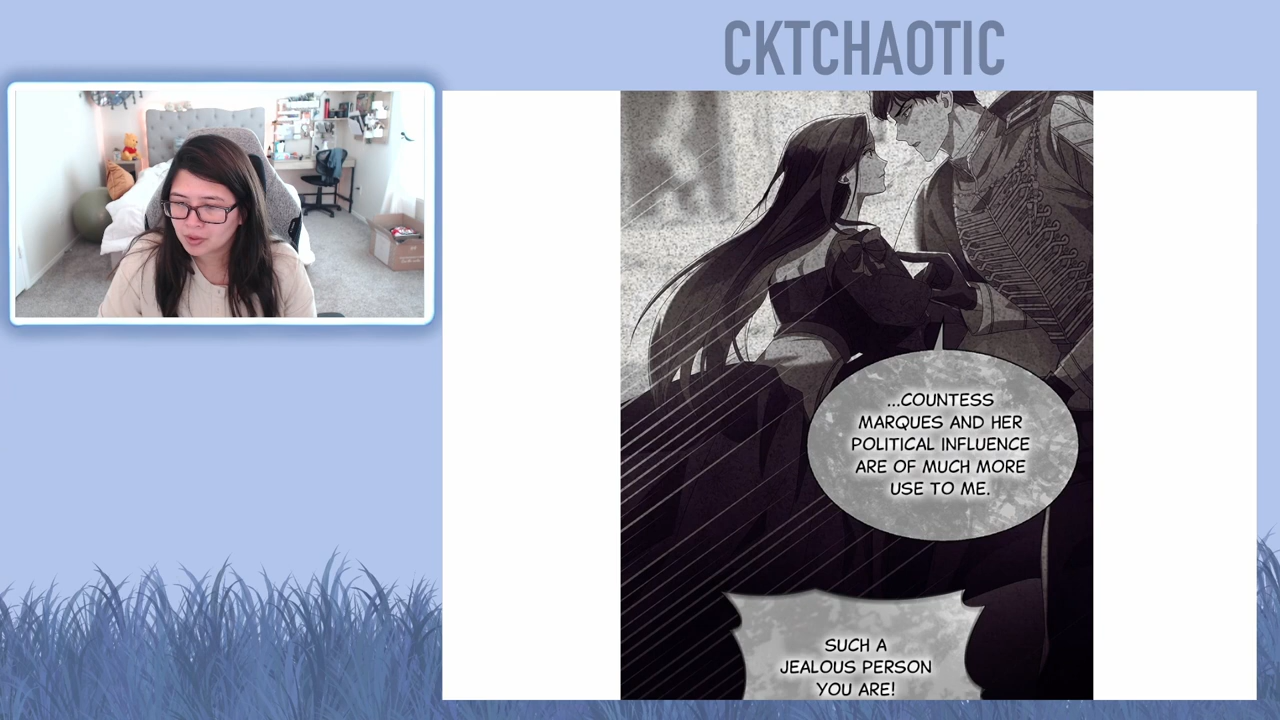 CKTCHAOTIC
...COUNTESS
MARQUES AND HER
POLITICAL INFLUENCE
ARE OF MUCH MORE
USE TO ME.
SUCH A
JEALOUS PERSON
YOU ARE!